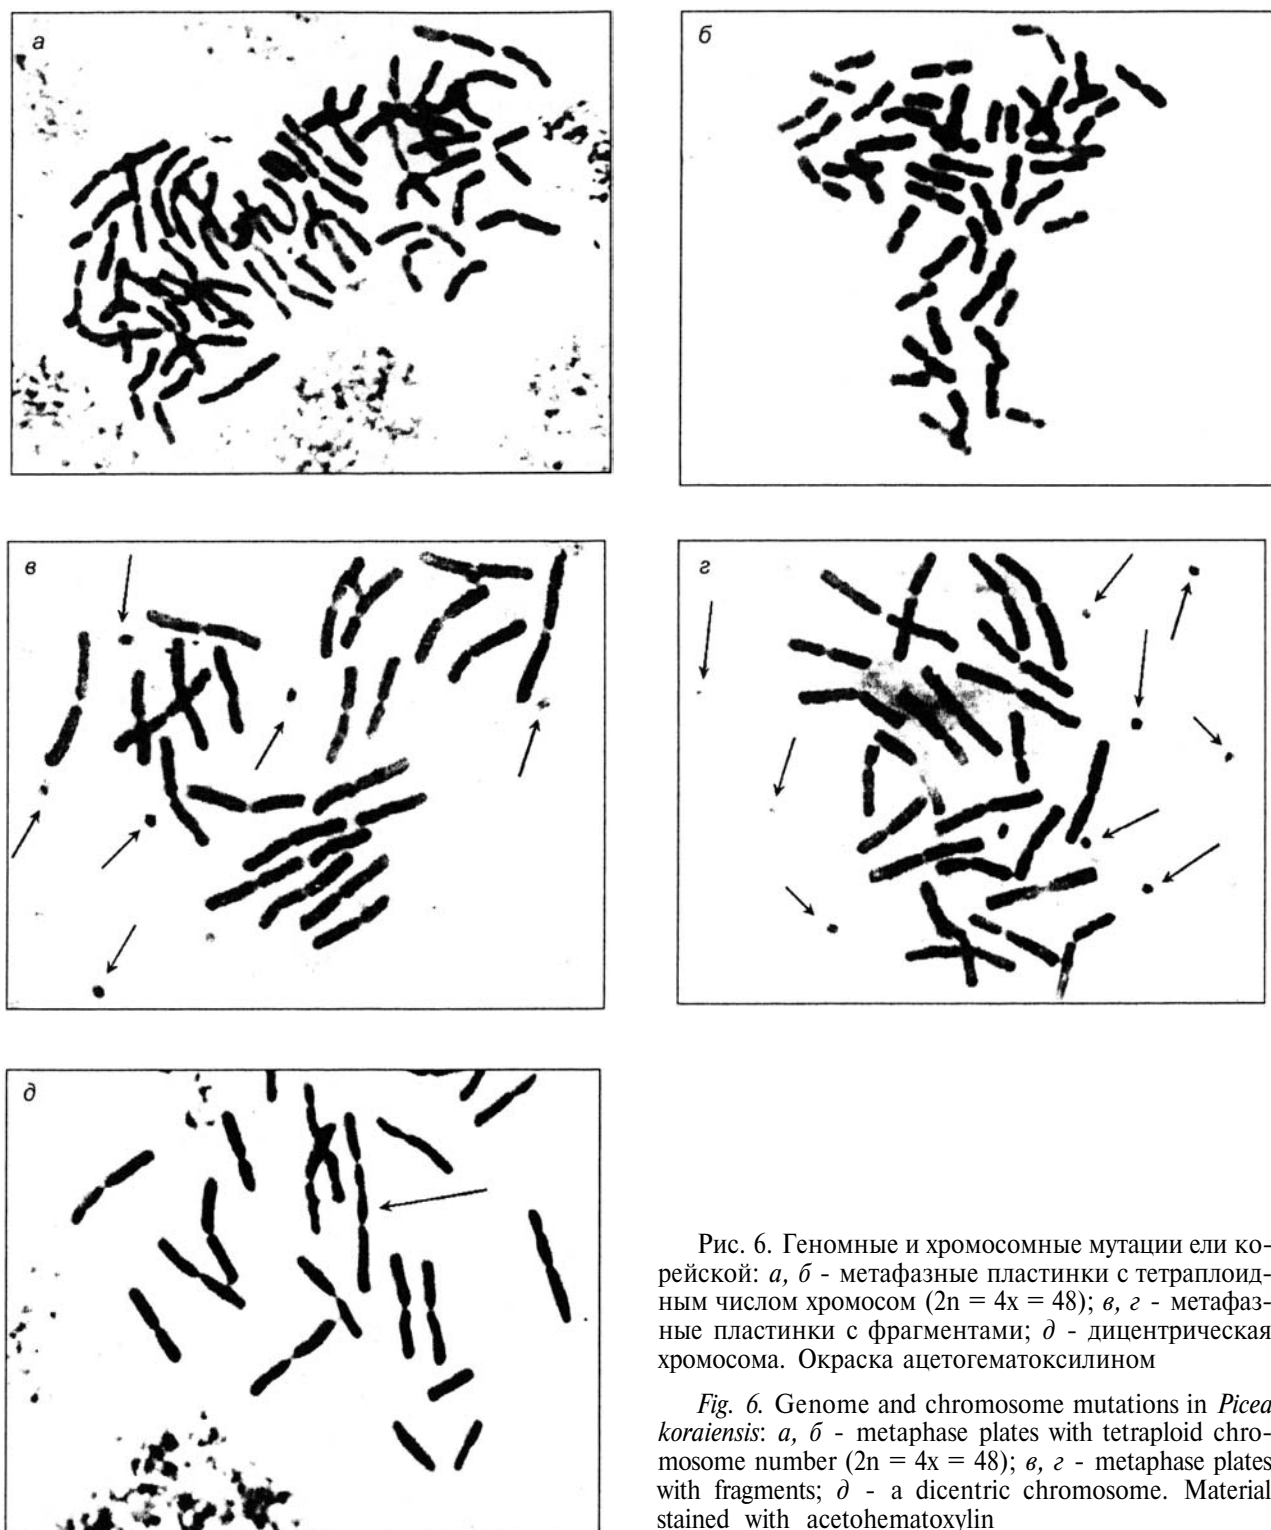 а
б
в
г
д
Рис. 6. Геномные и хромосомные мутации ели ко-
рейской: а, б - метафазные пластинки с тетраплоид-
ным числом хромосом (2n = 4x = 48); в, г - метафаз-
ные пластинки с фрагментами; д - дицентрическая
хромосома. Окраска ацетогематоксилином
Fig. 6. Genome and chromosome mutations in Picea
koraiensis: а, б - metaphase plates with tetraploid chro-
mosome number (2n = 4x = 48); в, г - metaphase plates
with fragments; д - a dicentric chromosome. Material
stained with acetohematoxylin